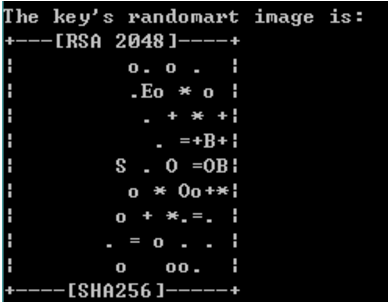 The key's randomart image is:
+---[RSA 2048]----+
|         o. o .  |
|         .Eo * o |
|          . + * +|
|           . =+B+|
|        S . O =OB|
|         o * Oo+*|
|        o + *.=. |
|       . = o . . |
|        o   oo.  |
+----[SHA256]-----+